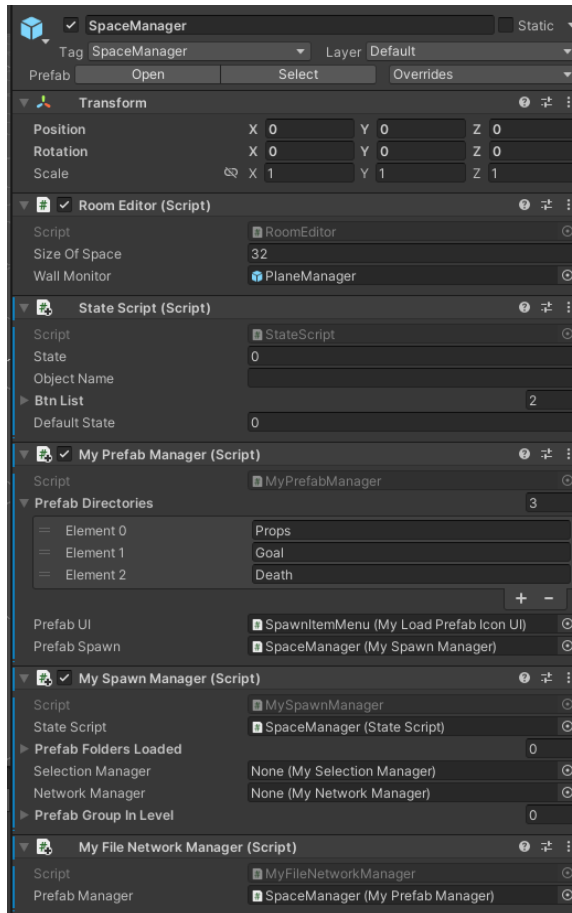 SpaceManager Static
Tag SpaceManager Layer Default
Prefab Open Select Overrides
Transform
Position X 0 Y 0 Z 0
Rotation X 0 Y 0 Z 0
Scale X 1 Y 1 Z 1
# Room Editor (Script)
Script RoomEditor
Size Of Space 32
Wall Monitor PlaneManager
# State Script (Script)
Script StateScript
State 0
Object Name
Btn List 2
Default State 0
# My Prefab Manager (Script)
Script MyPrefabManager
Prefab Directories 3
Element 0 Props
Element 1 Goal
Element 2 Death
+ -
Prefab UI SpawnItemMenu (My Load Prefab Icon UI)
Prefab Spawn SpaceManager (My Spawn Manager)
# My Spawn Manager (Script)
Script MySpawnManager
State Script SpaceManager (State Script)
Prefab Folders Loaded 0
Selection Manager None (My Selection Manager)
Network Manager None (My Network Manager)
Prefab Group In Level 0
# My File Network Manager (Script)
Script MyFileNetworkManager
Prefab Manager SpaceManager (My Prefab Manager)